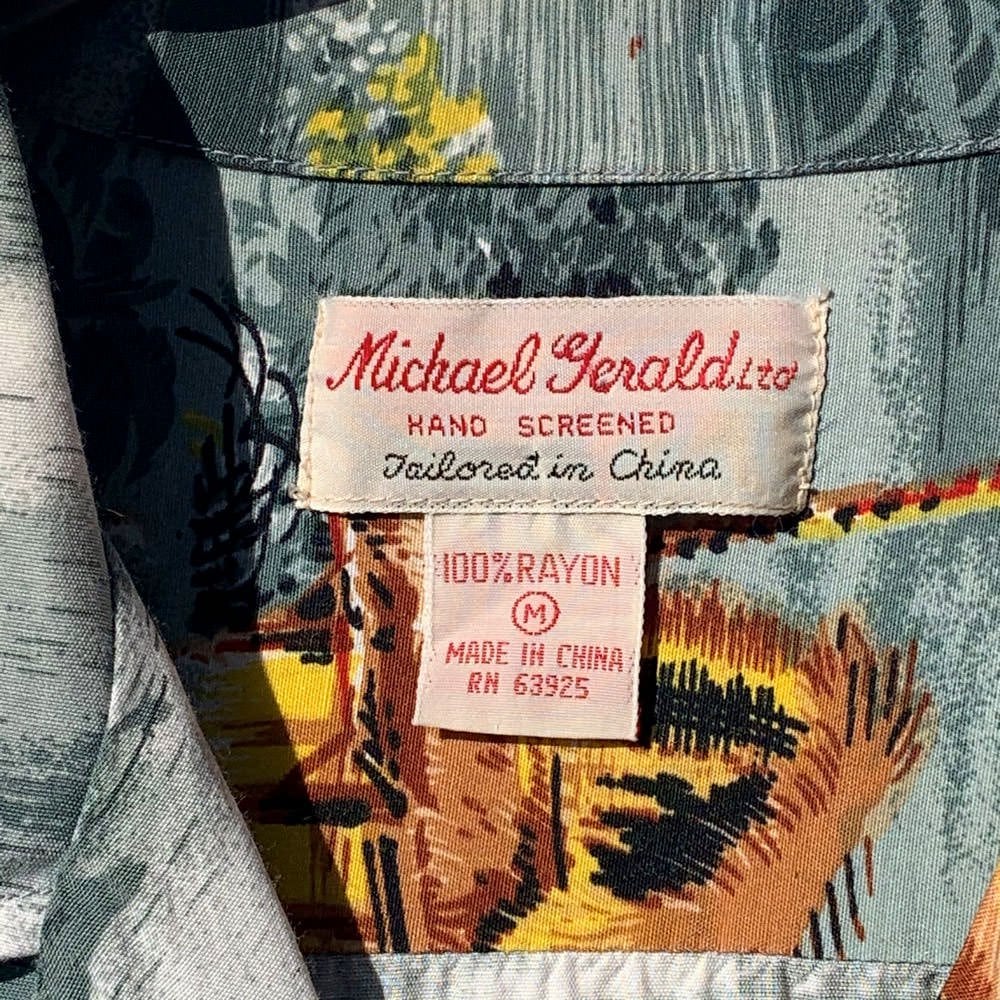 Michael Gerald Ltd
HAND SCREENED
Tailored in China
100% RAYON
M
MADE IN CHINA
RN 63925